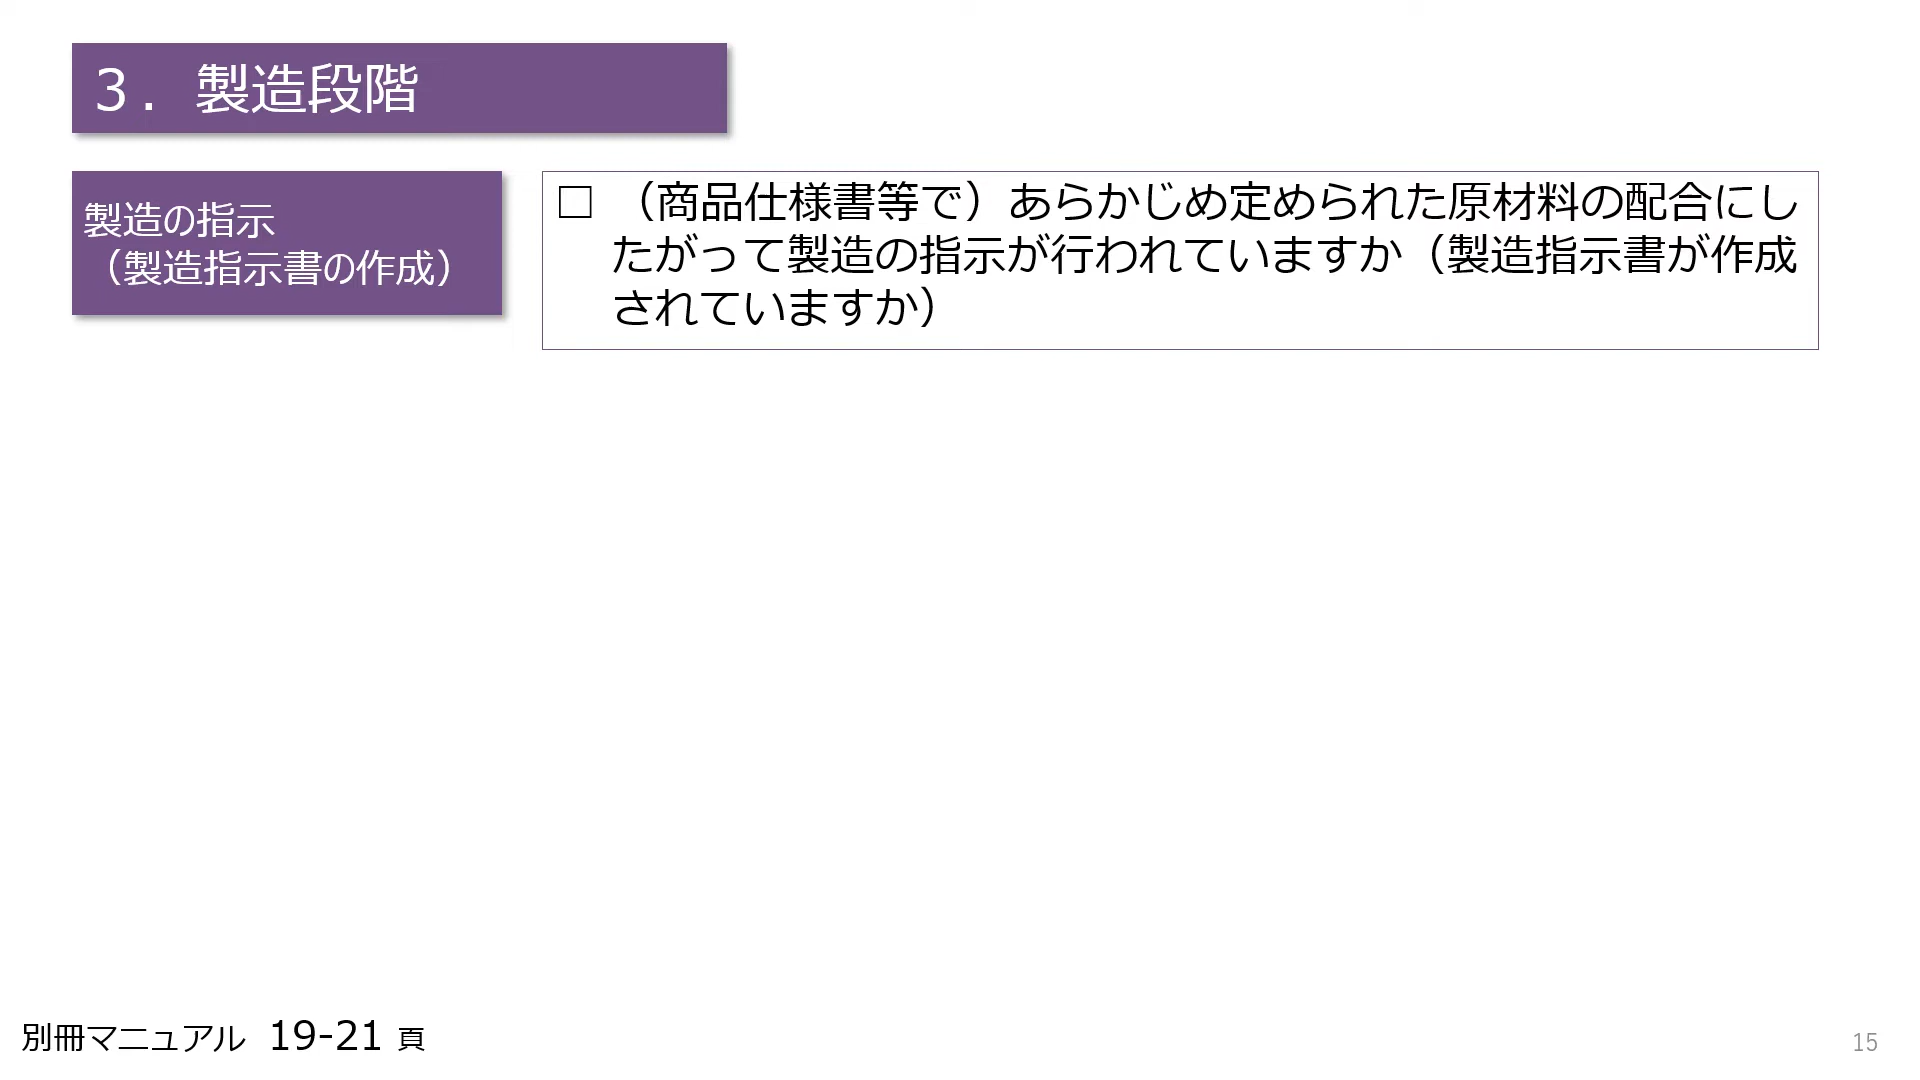 ３．製造段階
製造の指示
（製造指示書の作成）
□ （商品仕様書等で）あらかじめ定められた原材料の配合にし
たがって製造の指示が行われていますか（製造指示書が作成
されていますか）
別冊マニュアル 19-21 頁
15